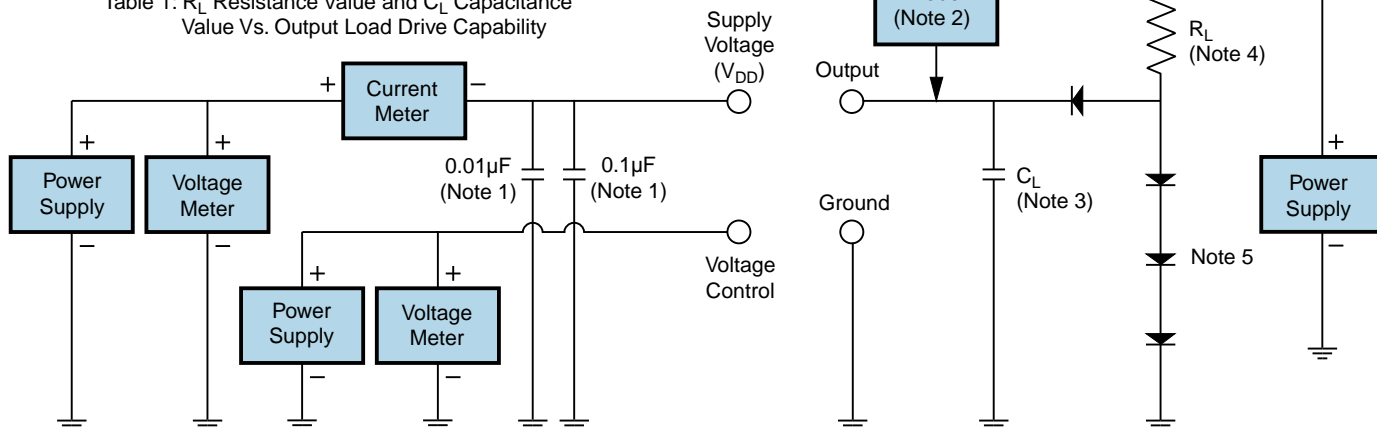 Table 1: RL Resistance Value and CL Capacitance
Value Vs. Output Load Drive Capability
Supply
Voltage
(VDD)
(Note 2)
RL
(Note 4)
Output
+
Current
Meter
−
+
Power
Supply
−
+
Voltage
Meter
−
0.01µF
(Note 1)
0.1µF
(Note 1)
CL
(Note 3)
+
Power
Supply
−
Ground
Note 5
Voltage
Control
+
Power
Supply
−
+
Voltage
Meter
−